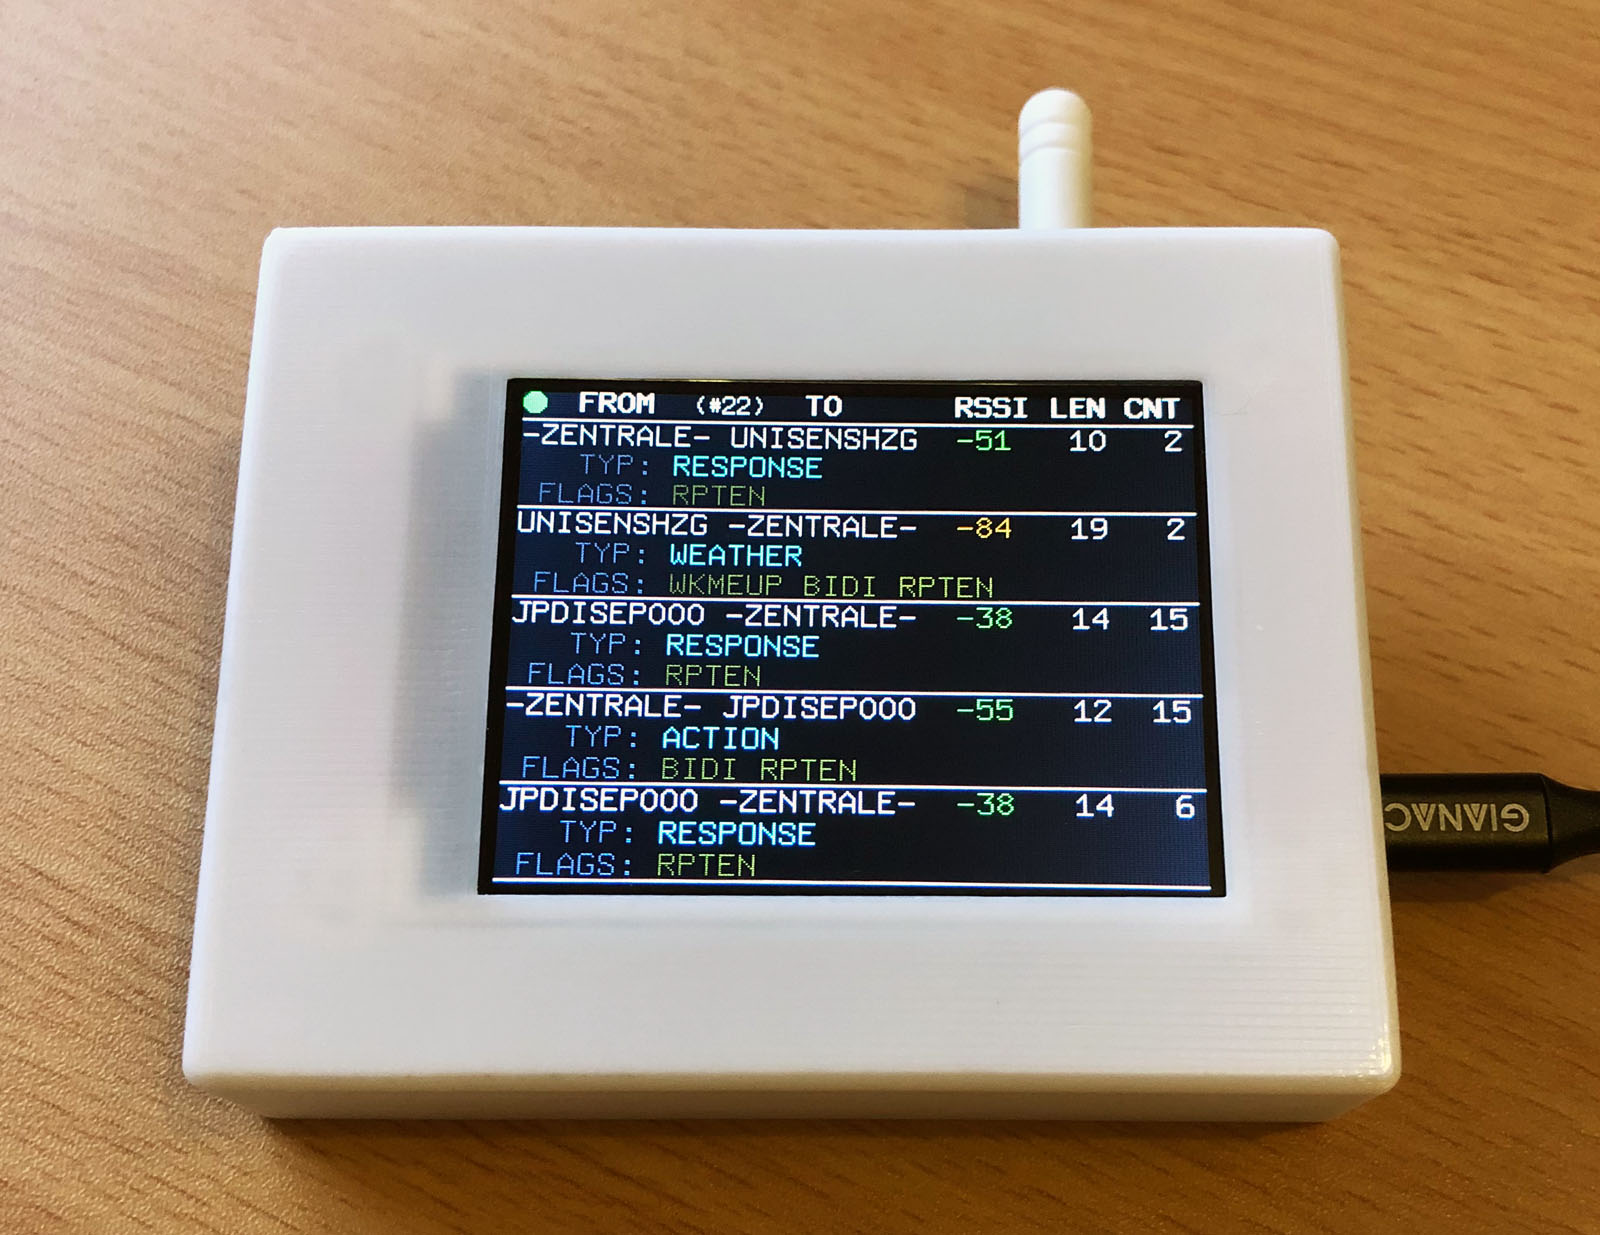 FROM (#22) TO RSSI LEN CNT
-ZENTRALE- UNISENSHZG -51 10 2
TYP: RESPONSE
FLAGS: RPTEN
UNISENSHZG -ZENTRALE- -84 19 2
TYP: WEATHER
FLAGS: WKMEUP BIDI RPTEN
JPDISEP000 -ZENTRALE- -38 14 15
TYP: RESPONSE
FLAGS: RPTEN
-ZENTRALE- JPDISEP000 -55 12 15
TYP: ACTION
FLAGS: BIDI RPTEN
JPDISEP000 -ZENTRALE- -38 14 6
TYP: RESPONSE
FLAGS: RPTEN
GIANAC